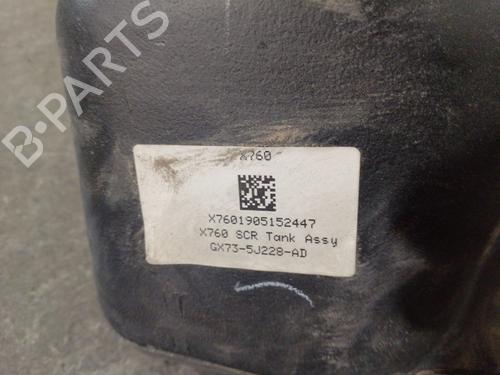 B-PARTS
X760
X7601905152447
X760 SCR Tank Assy
GX73-5J228-AD